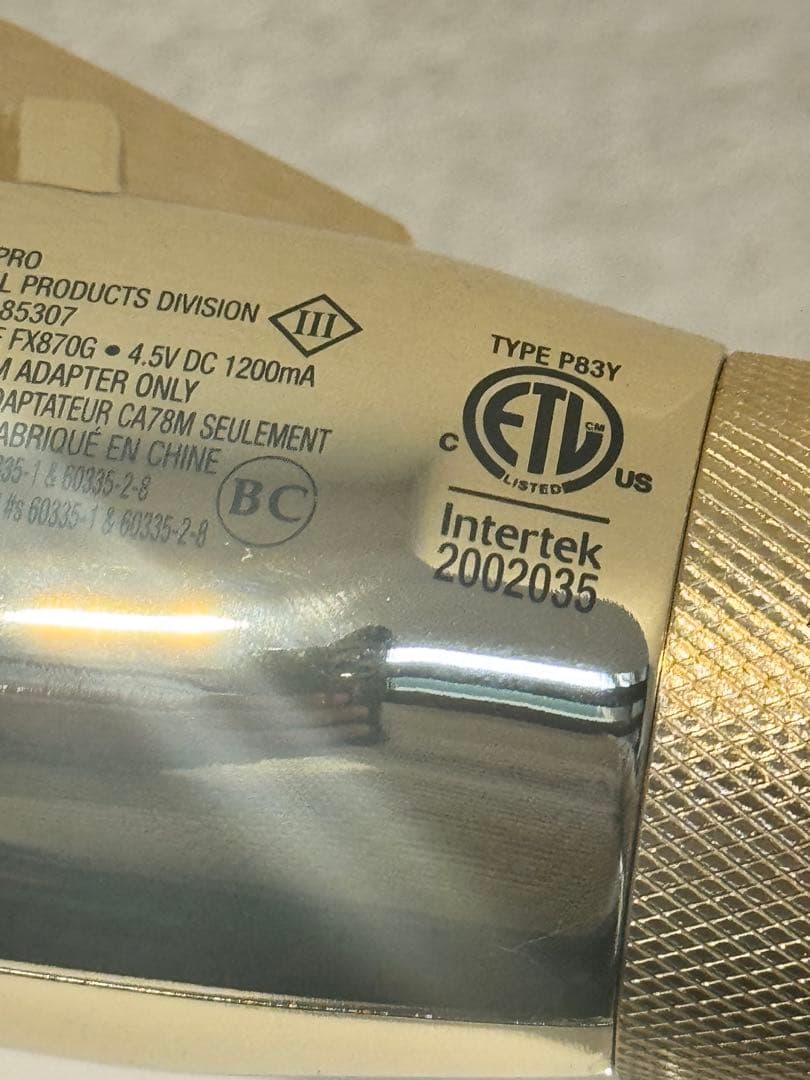 PRO
L PRODUCTS DIVISION
85307
FX870G • 4.5V DC 1200mA
M ADAPTER ONLY
DAPTATEUR CA78M SEULEMENT
ABRIQUÉ EN CHINE
335-1 & 60335-2-8
#s 60335-1 & 60335-2-8
III
BC
TYPE P83Y
ETL
CM
C
US
LISTED
Intertek
2002035